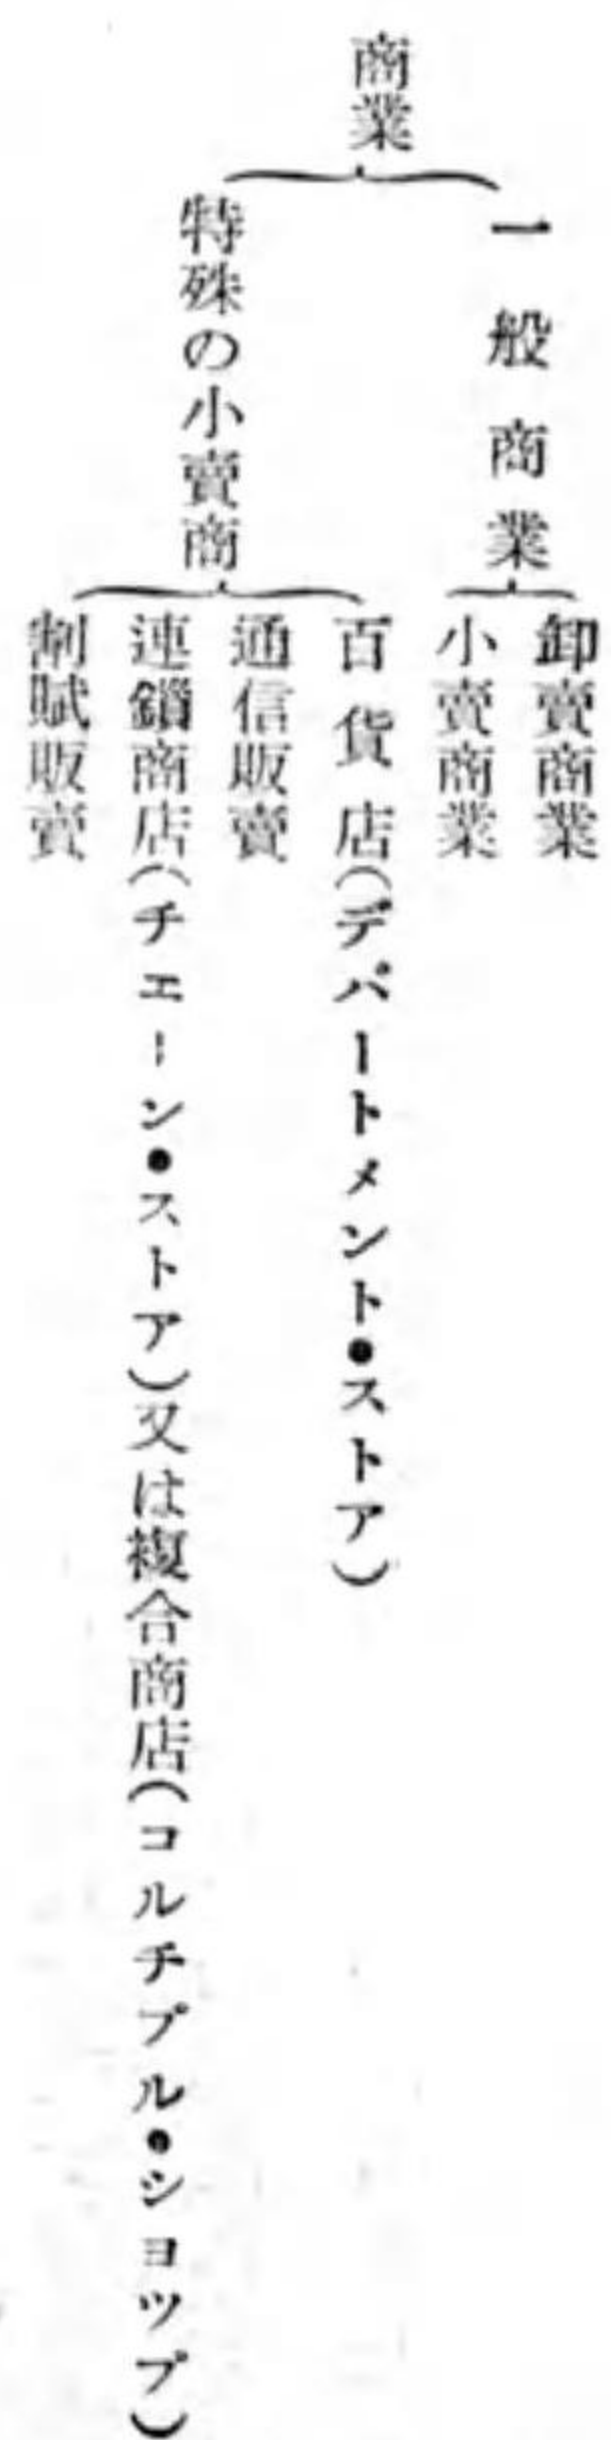 商業
一般商業
卸賣商業
小賣商業
特殊の小賣商
百貨店(デパートメント・ストア)
通信販賣
連鎖商店(チエーン・ストア)又は複合商店(コルチプル・シヨツプ)
割賦販賣